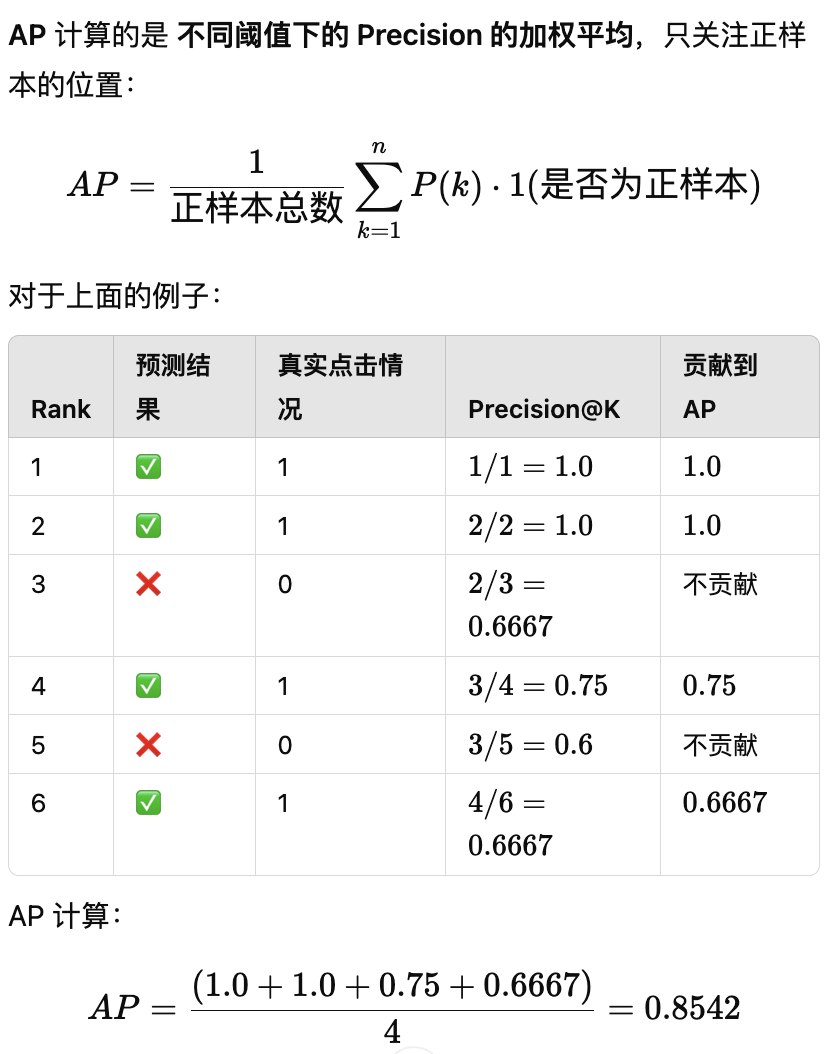 AP 计算的是 不同阈值下的 Precision 的加权平均，只关注正样
本的位置：
AP = \frac{1}{正样本总数} \sum_{k=1}^{n} P(k) · 1(是否为正样本)
对于上面的例子：
Rank 预测结果 真实点击情况 Precision@K 贡献到 AP
1 ✅ 1 1/1 = 1.0 1.0
2 ✅ 1 2/2 = 1.0 1.0
3 ❌ 0 2/3 = 0.6667 不贡献
4 ✅ 1 3/4 = 0.75 0.75
5 ❌ 0 3/5 = 0.6 不贡献
6 ✅ 1 4/6 = 0.6667 0.6667
AP 计算：
AP = \frac{(1.0 + 1.0 + 0.75 + 0.6667)}{4} = 0.8542